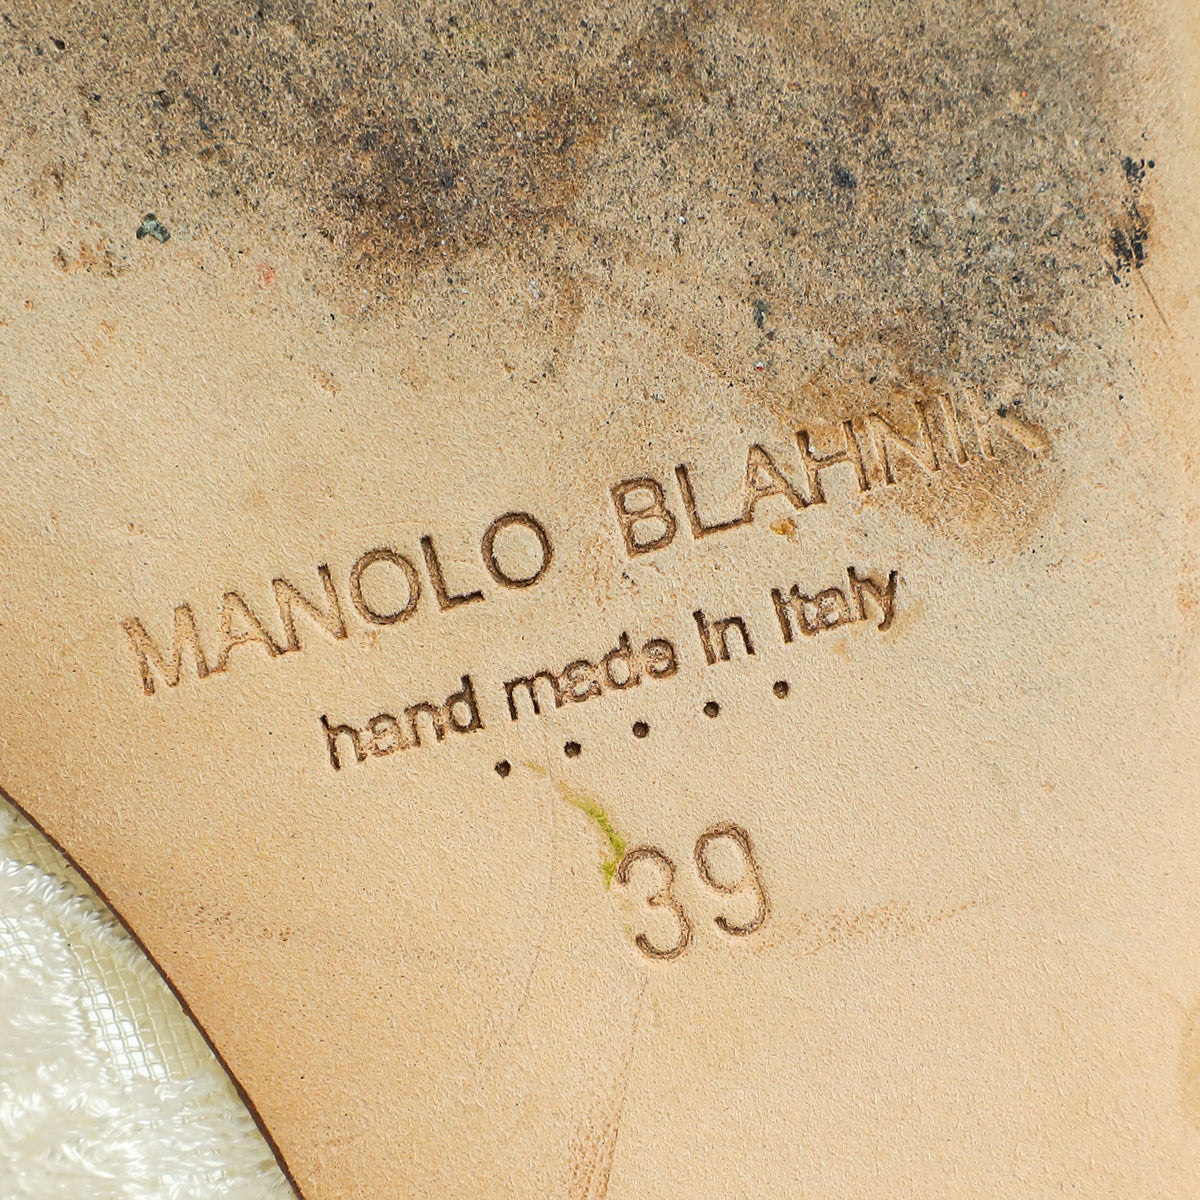 MANOLO BLAHNIK
hand made in Italy
.....
39